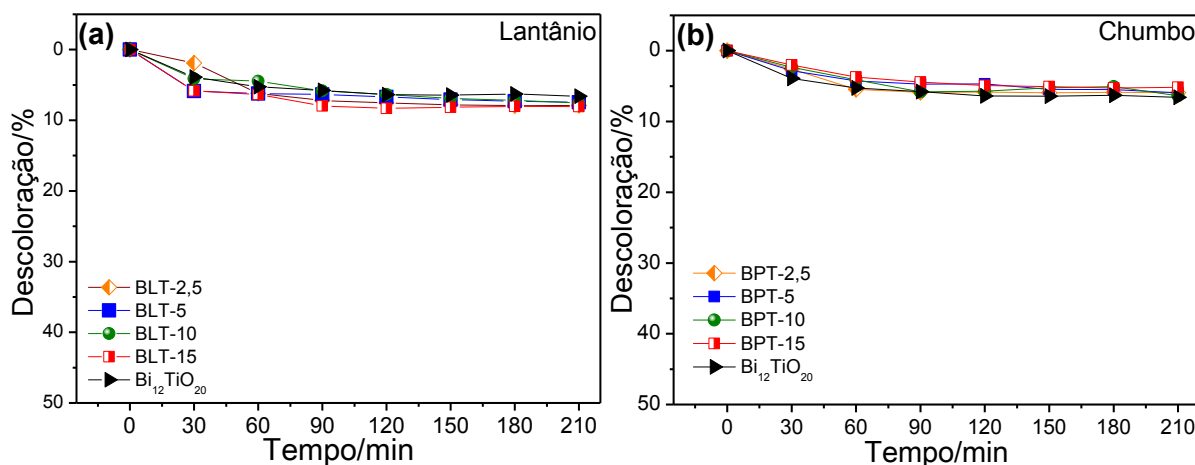 (a)
Lantânio
Descoloração/%
0
10
20
30
40
50
BLT-2,5
BLT-5
BLT-10
BLT-15
Bi₁₂TiO₂₀
0 30 60 90 120 150 180 210
Tempo/min
(b)
Chumbo
Descoloração/%
0
10
20
30
40
50
BPT-2,5
BPT-5
BPT-10
BPT-15
Bi₁₂TiO₂₀
0 30 60 90 120 150 180 210
Tempo/min